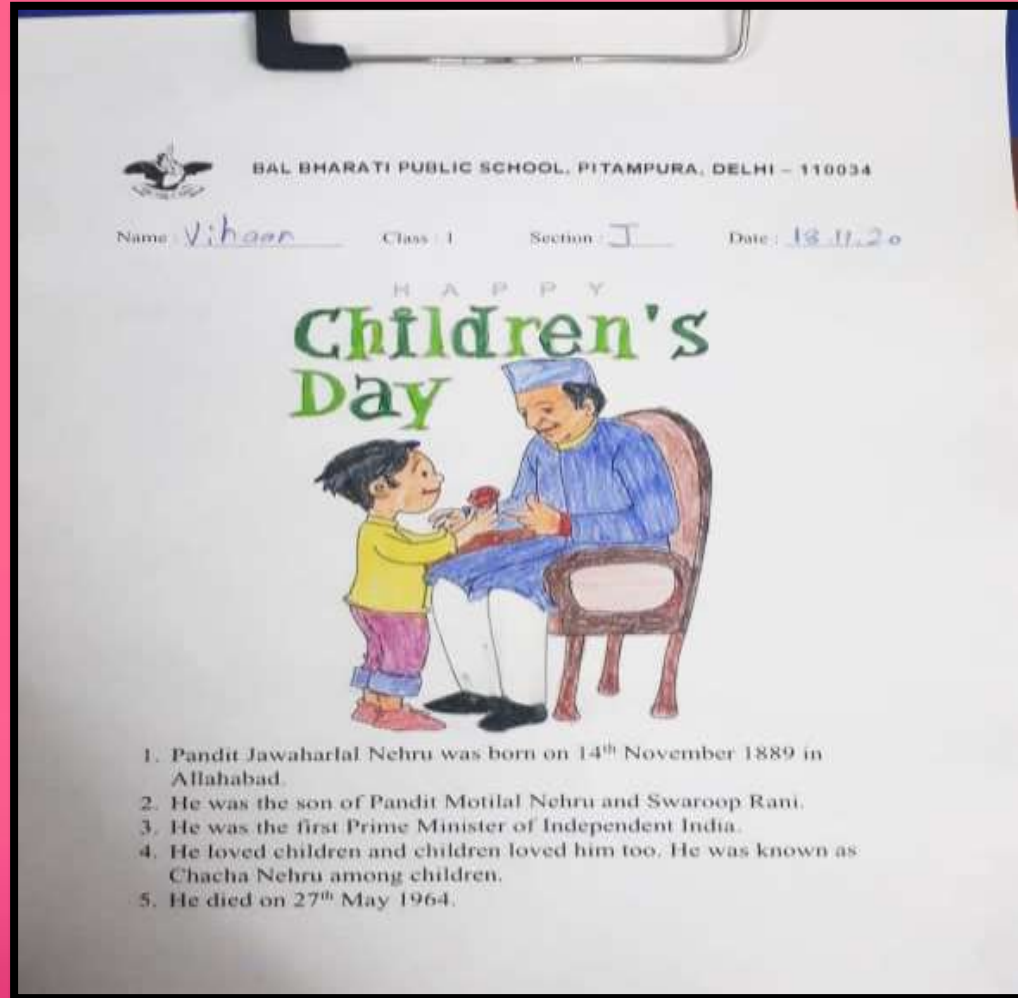 BAL BHARATI PUBLIC SCHOOL, PITAMPURA, DELHI – 110034
Name : Vihaan Class : 1 Section : J Date : 18.11.20
HAPPY
Children's
Day
1. Pandit Jawaharlal Nehru was born on 14th November 1889 in
Allahabad.
2. He was the son of Pandit Motilal Nehru and Swaroop Rani.
3. He was the first Prime Minister of Independent India.
4. He loved children and children loved him too. He was known as
Chacha Nehru among children.
5. He died on 27th May 1964.